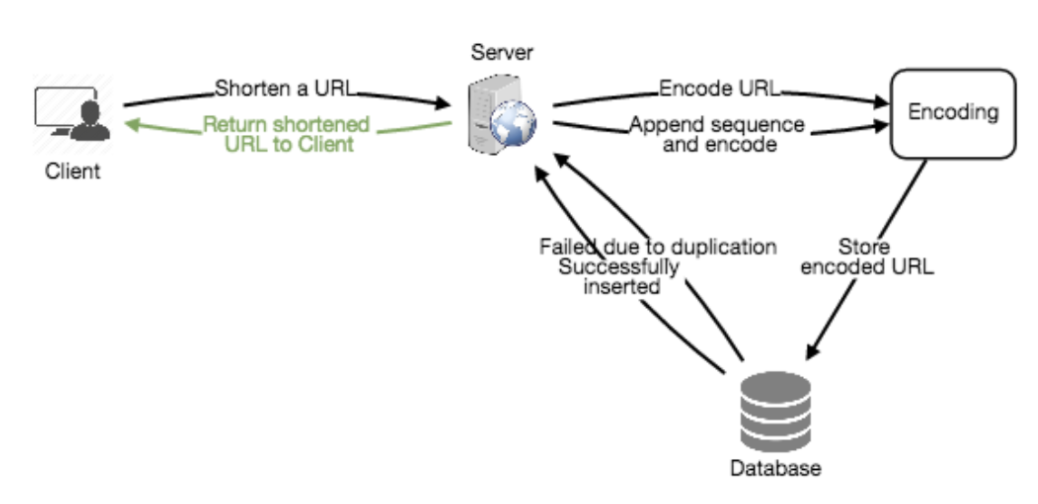 Server
Shorten a URL
Encode URL
Encoding
Return shortened
URL to Client
Append sequence
and encode
Client
Failed due to duplication
Successfully
inserted
Store
encoded URL
Database